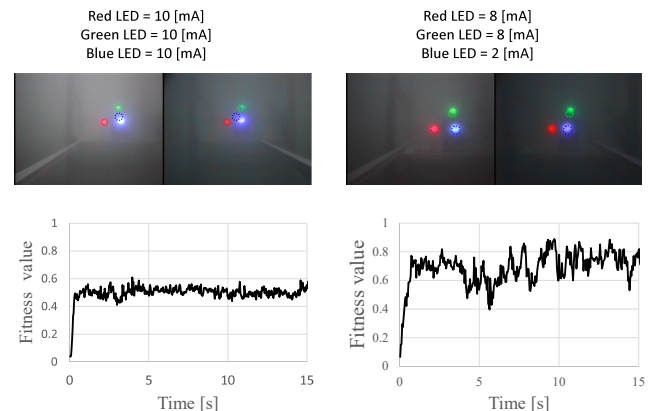 Red LED = 10 [mA]
Green LED = 10 [mA]
Blue LED = 10 [mA]
Red LED = 8 [mA]
Green LED = 8 [mA]
Blue LED = 2 [mA]
Fitness value
1
0.8
0.6
0.4
0.2
0
0 5 10 15
Time [s]
Fitness value
1
0.8
0.6
0.4
0.2
0
0 5 10 15
Time [s]